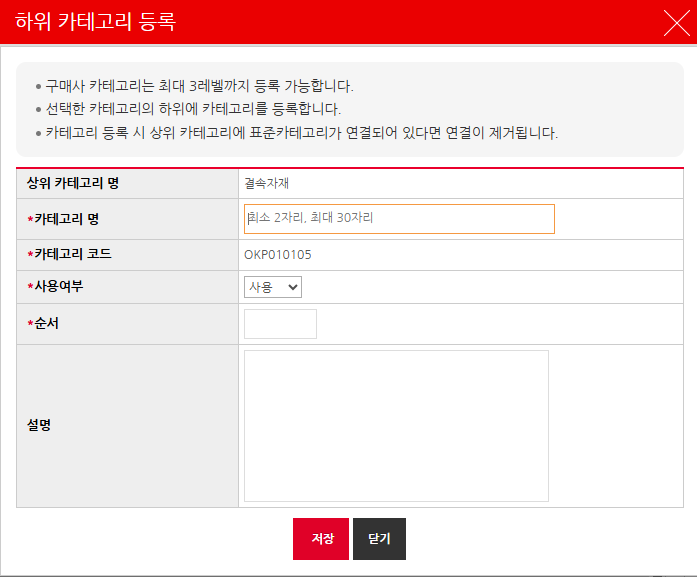 하위 카테고리 등록
● 구매사 카테고리는 최대 3레벨까지 등록 가능합니다.
● 선택한 카테고리의 하위에 카테고리를 등록합니다.
● 카테고리 등록 시 상위 카테고리에 표준카테고리가 연결되어 있다면 연결이 제거됩니다.
상위 카테고리 명 결속자재
*카테고리 명 최소 2자리, 최대 30자리
*카테고리 코드 OKP010105
*사용여부 사용
*순서
설명
저장 닫기